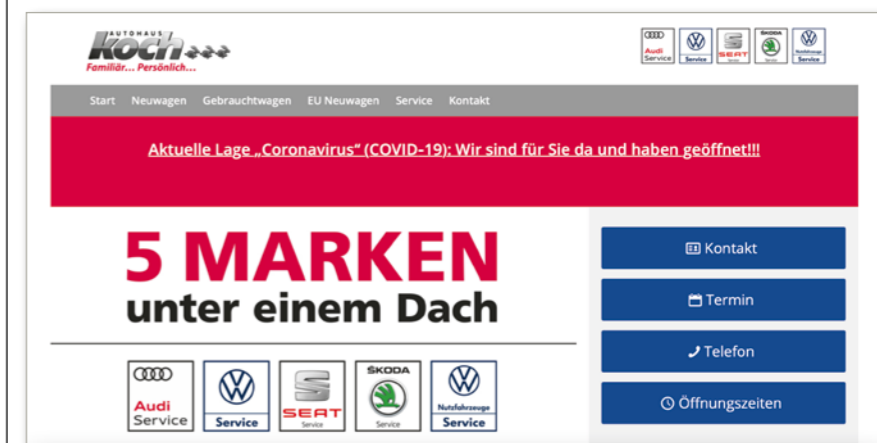 AUTOHAUS
Koch
Familiär... Persönlich...
Audi
Service
Service
SEAT
Service
ŠKODA
Service
Nutzfahrzeuge
Service
Start Neuwagen Gebrauchtwagen EU Neuwagen Service Kontakt
Aktuelle Lage „Coronavirus“ (COVID-19): Wir sind für Sie da und haben geöffnet!!!
5 MARKEN
unter einem Dach
Audi
Service
Service
SEAT
Service
ŠKODA
Service
Nutzfahrzeuge
Service
Kontakt
Termin
Telefon
Öffnungszeiten